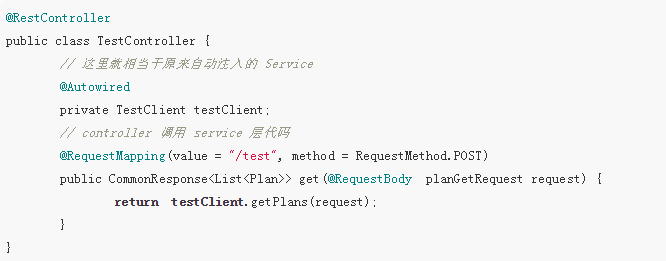 @RestController
public class TestController {
// 这里就相当于原来自动注入的 Service
@Autowired
private TestClient testClient;
// controller 调用 service 层代码
@RequestMapping(value = "/test", method = RequestMethod.POST)
public CommonResponse<List<Plan>> get(@RequestBody planGetRequest request) {
return testClient.getPlans(request);
}
}